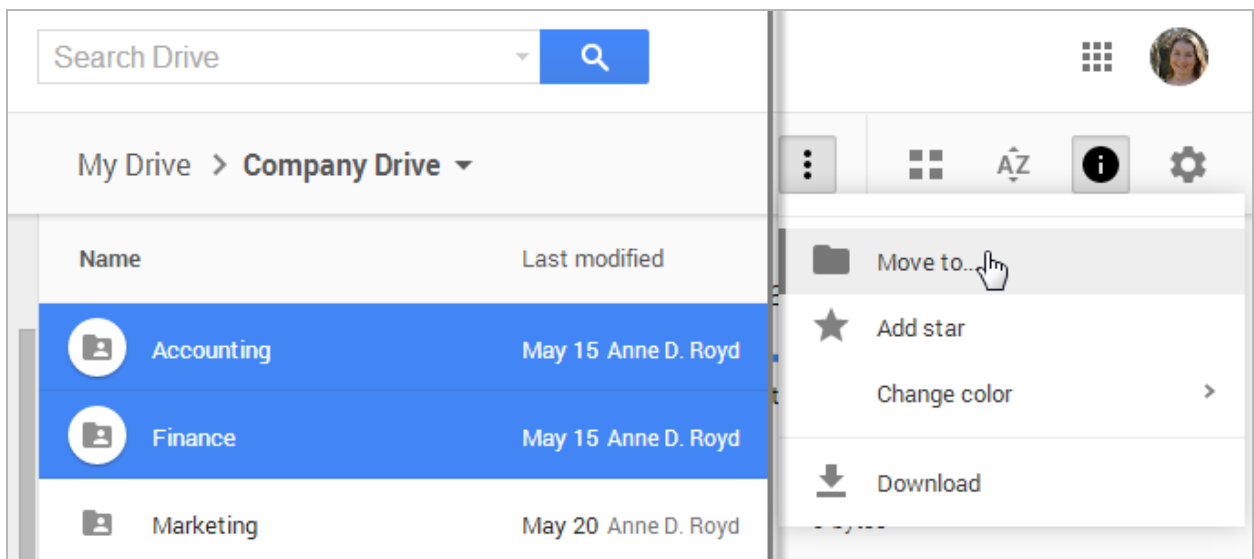 Search Drive
My Drive > Company Drive
AZ
Name Last modified
Move to...
Accounting May 15 Anne D. Royd
Add star
Change color >
Finance May 15 Anne D. Royd
Download
Marketing May 20 Anne D. Royd